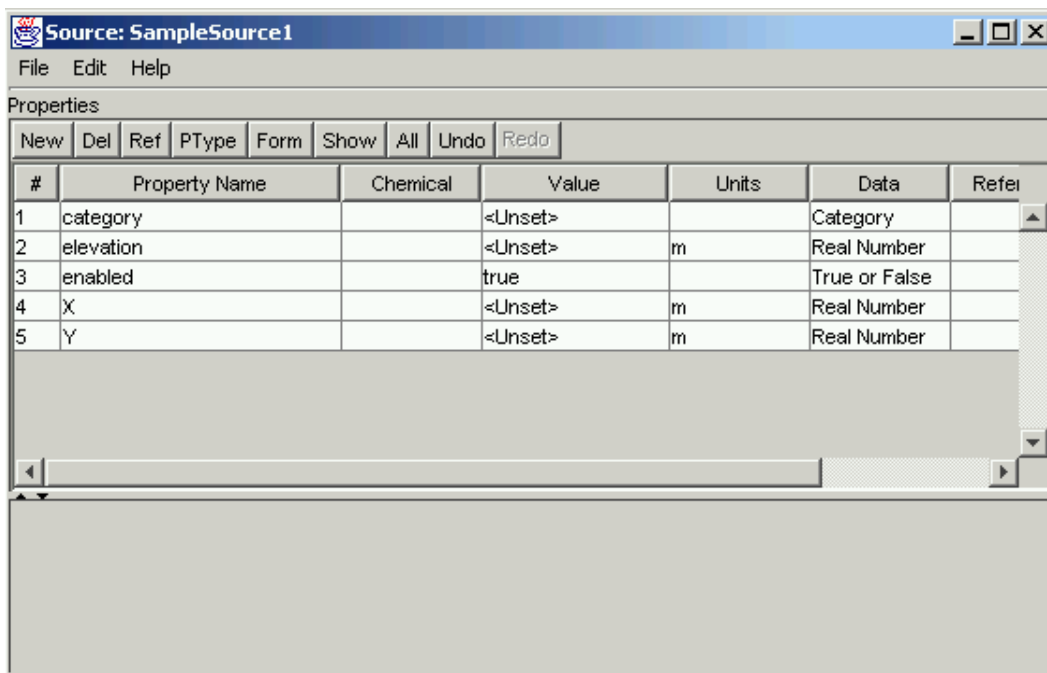 Source: SampleSource1
File Edit Help
Properties
New Del Ref PType Form Show All Undo Redo
# Property Name Chemical Value Units Data Refer
1 category <Unset> Category
2 elevation <Unset> m Real Number
3 enabled true True or False
4 X <Unset> m Real Number
5 Y <Unset> m Real Number